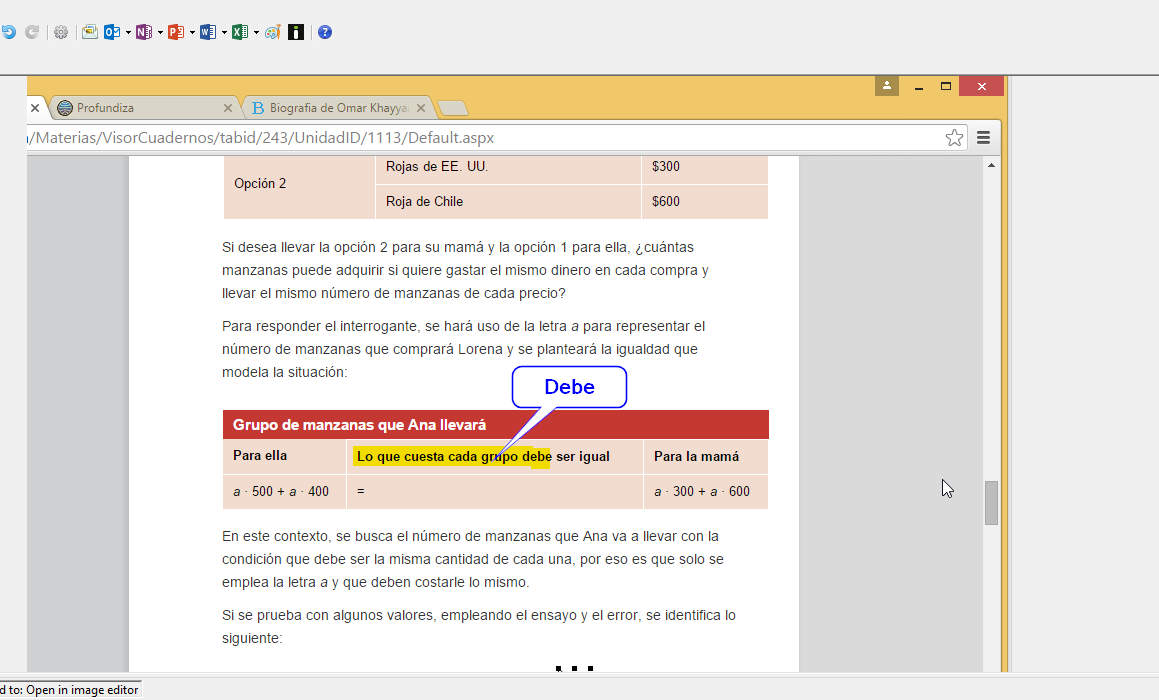 Profundiza
Biografia de Omar Khayya
/Materias/VisorCuadernos/tabid/243/UnidadID/1113/Default.aspx
Opción 2
Rojas de EE. UU.
$300
Roja de Chile
$600
Si desea llevar la opción 2 para su mamá y la opción 1 para ella, ¿cuántas
manzanas puede adquirir si quiere gastar el mismo dinero en cada compra y
llevar el mismo número de manzanas de cada precio?
Para responder el interrogante, se hará uso de la letra a para representar el
número de manzanas que comprará Lorena y se planteará la igualdad que
modela la situación:
Debe
Grupo de manzanas que Ana llevará
Para ella
Lo que cuesta cada grupo debe ser igual
Para la mamá
a · 500 + a · 400
=
a · 300 + a · 600
En este contexto, se busca el número de manzanas que Ana va a llevar con la
condición que debe ser la misma cantidad de cada una, por eso es que solo se
emplea la letra a y que deben costarle lo mismo.
Si se prueba con algunos valores, empleando el ensayo y el error, se identifica lo
siguiente:
d to: Open in image editor